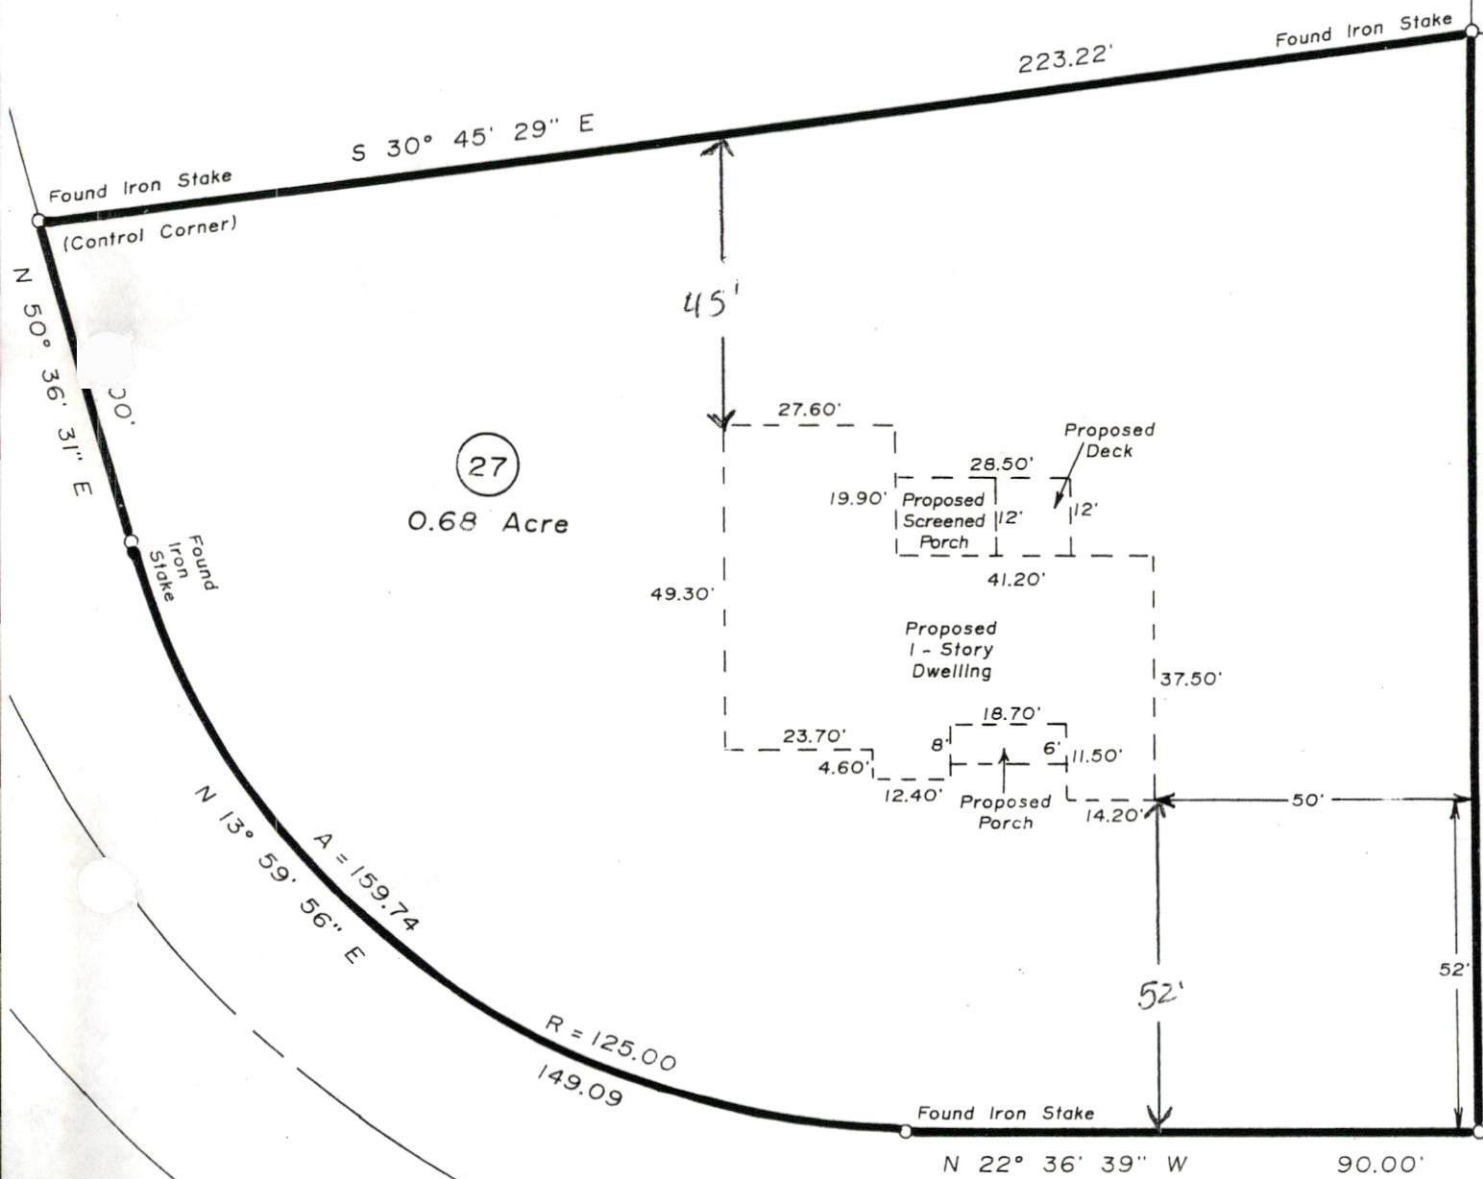 Found Iron Stake
223.22'
S 30° 45' 29" E
Found Iron Stake
(Control Corner)
N 50° 36' 31" E
00'
45'
27
0.68 Acre
27.60'
Proposed
Deck
28.50'
19.90'
Proposed
Screened
Porch
12'
12'
41.20'
Found
Iron
Stake
49.30'
Proposed
1 - Story
Dwelling
37.50'
18.70'
23.70'
8'
6'
11.50'
4.60'
12.40'
Proposed
Porch
14.20'
50'
N 13° 59' 56" E
A = 159.74
52'
52'
R = 125.00
149.09
Found Iron Stake
N 22° 36' 39" W
90.00'